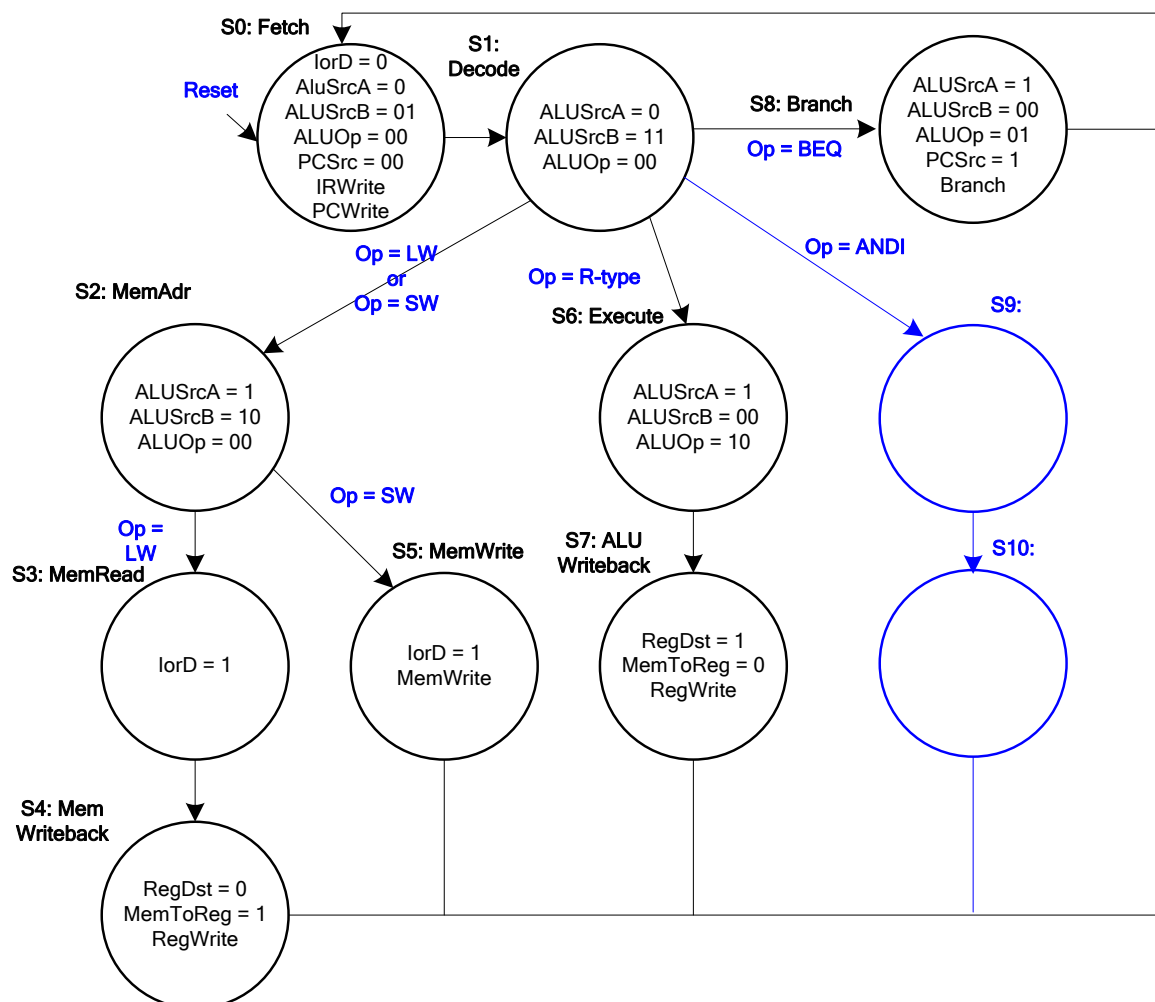 S0: Fetch
IorD = 0
AluSrcA = 0
ALUSrcB = 01
ALUOp = 00
PCSrc = 00
IRWrite
PCWrite
Reset
S1:
Decode
ALUSrcA = 0
ALUSrcB = 11
ALUOp = 00
S8: Branch
Op = BEQ
ALUSrcA = 1
ALUSrcB = 00
ALUOp = 01
PCSrc = 1
Branch
Op = LW
or
Op = SW
Op = R-type
Op = ANDI
S2: MemAdr
ALUSrcA = 1
ALUSrcB = 10
ALUOp = 00
S6: Execute
ALUSrcA = 1
ALUSrcB = 00
ALUOp = 10
S9:
Op =
LW
Op = SW
S3: MemRead
IorD = 1
S5: MemWrite
IorD = 1
MemWrite
S7: ALU
Writeback
RegDst = 1
MemToReg = 0
RegWrite
S10:
S4: Mem
Writeback
RegDst = 0
MemToReg = 1
RegWrite